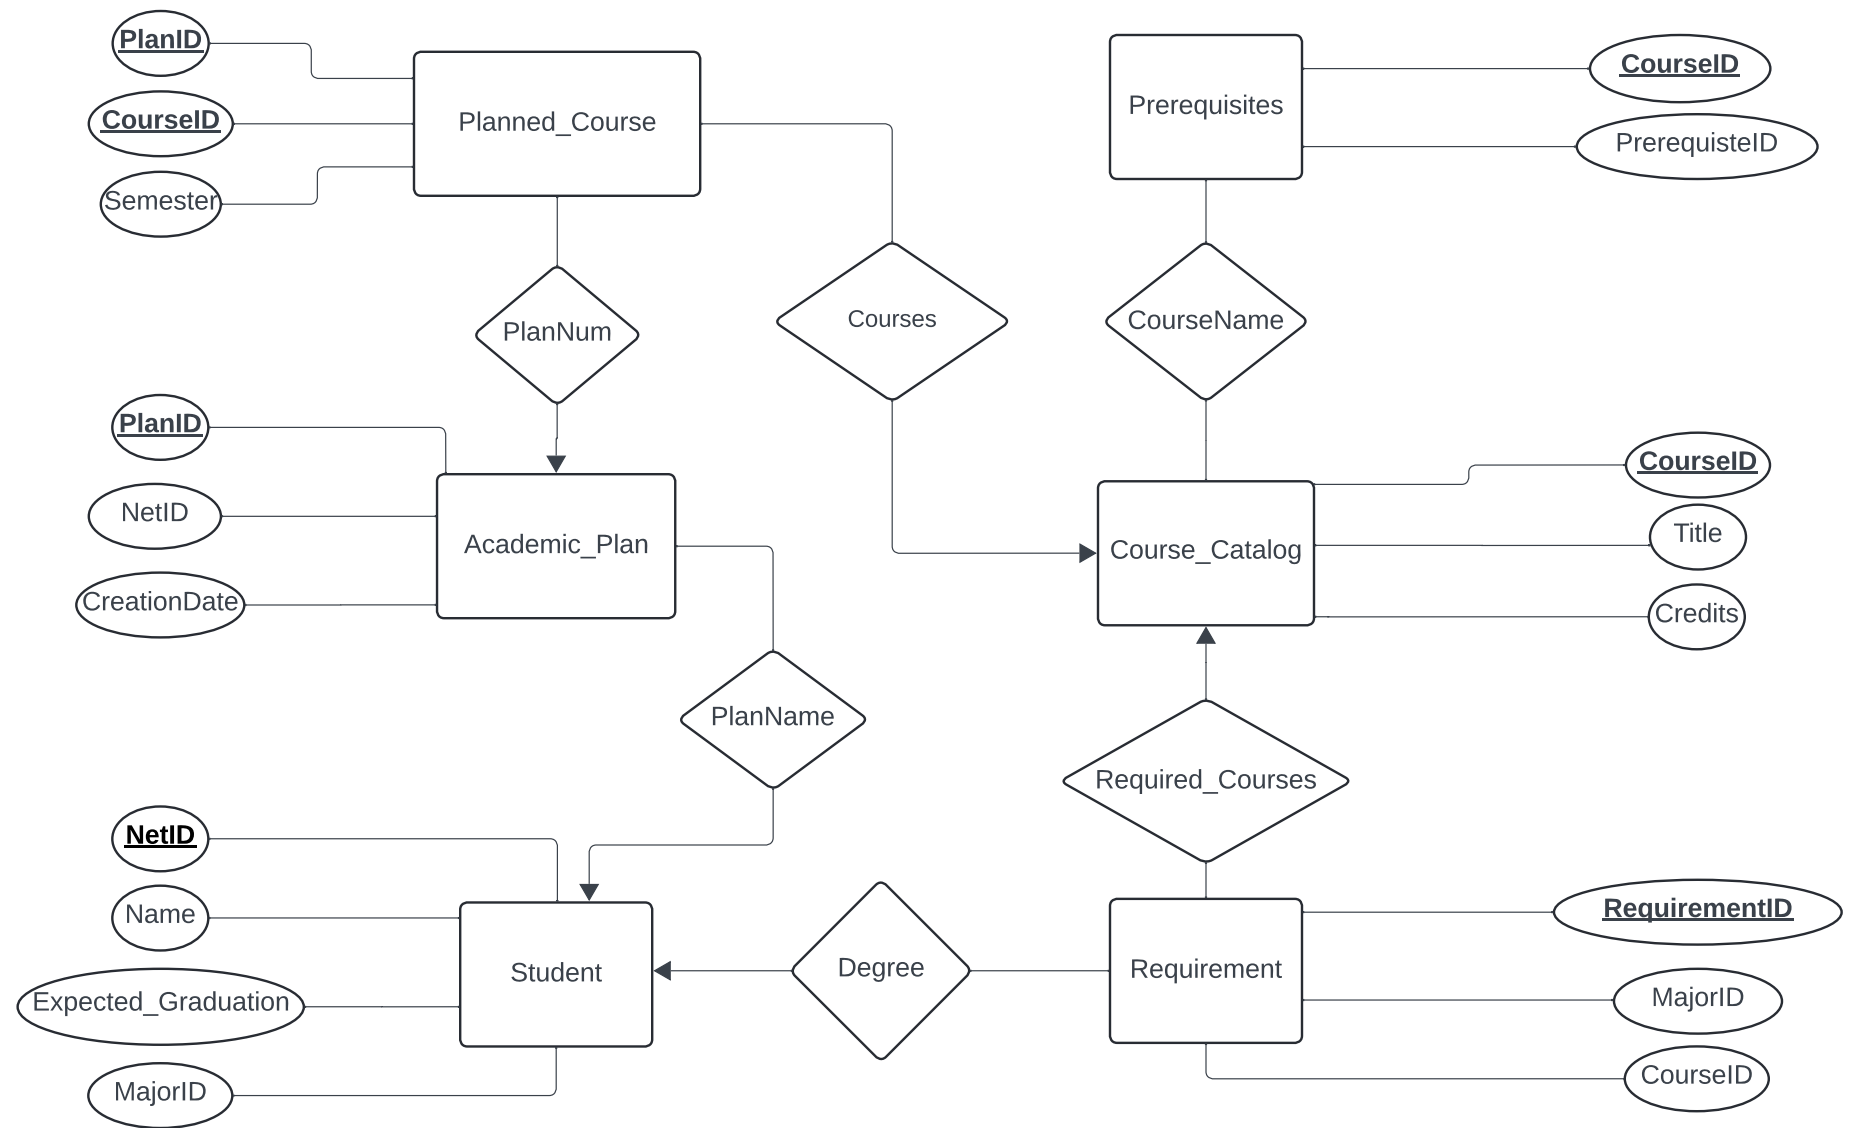 PlanID
CourseID
Semester
Planned_Course
Prerequisites
CourseID
PrerequisteID
PlanNum
Courses
CourseName
PlanID
NetID
CreationDate
Academic_Plan
Course_Catalog
CourseID
Title
Credits
PlanName
Required_Courses
NetID
Name
Expected_Graduation
MajorID
Student
Degree
Requirement
RequirementID
MajorID
CourseID